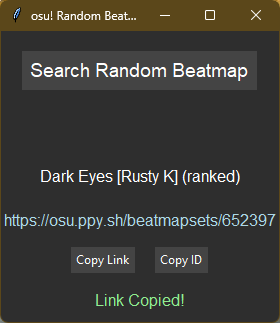 osu! Random Beat...
Search Random Beatmap
Dark Eyes [Rusty K] (ranked)
https://osu.ppy.sh/beatmapsets/652397
Copy Link Copy ID
Link Copied!